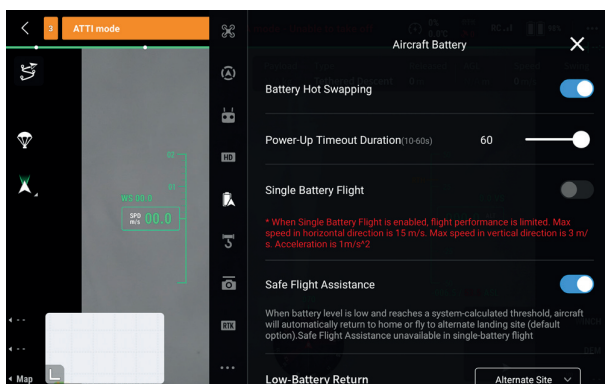 3 ATTI mode
Aircraft Battery
Battery Hot Swapping
Power-Up Timeout Duration(10-60s) 60
HD
Single Battery Flight
WS 00.0
SPD
m/s 00.0
* When Single Battery Flight is enabled, flight performance is limited. Max
speed in horizontal direction is 15 m/s. Max speed in vertical direction is 3 m/
s. Acceleration is 1m/s^2
Safe Flight Assistance
When battery level is low and reaches a system-calculated threshold, aircraft
will automatically return to home or fly to alternate landing site (default
option).Safe Flight Assistance unavailable in single-battery flight
RTK
Map
Low-Battery Return Alternate Site